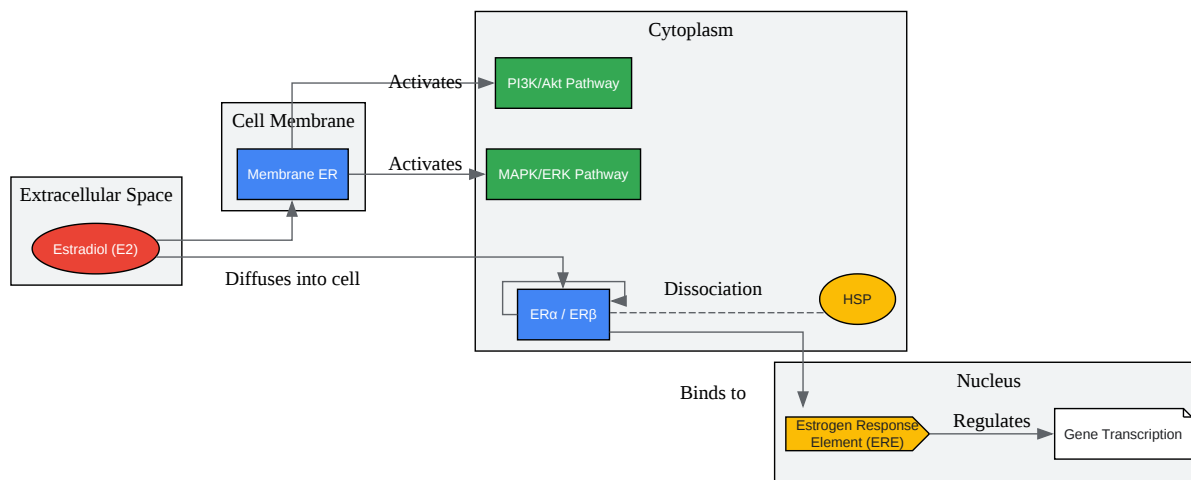 Cytoplasm
PI3K/Akt Pathway
Activates
Cell Membrane
Membrane ER
Activates
MAPK/ERK Pathway
Extracellular Space
Estradiol (E2)
Diffuses into cell
Dissociation
HSP
ERα / ERβ
Nucleus
Binds to
Estrogen Response
Element (ERE)
Regulates
Gene Transcription